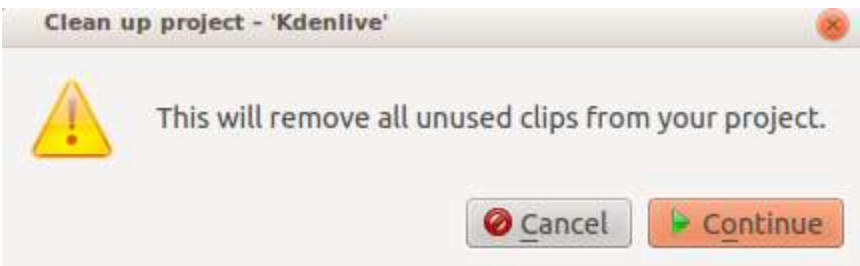 Clean up project - 'Kdenlive'
This will remove all unused clips from your project.
Cancel
Continue